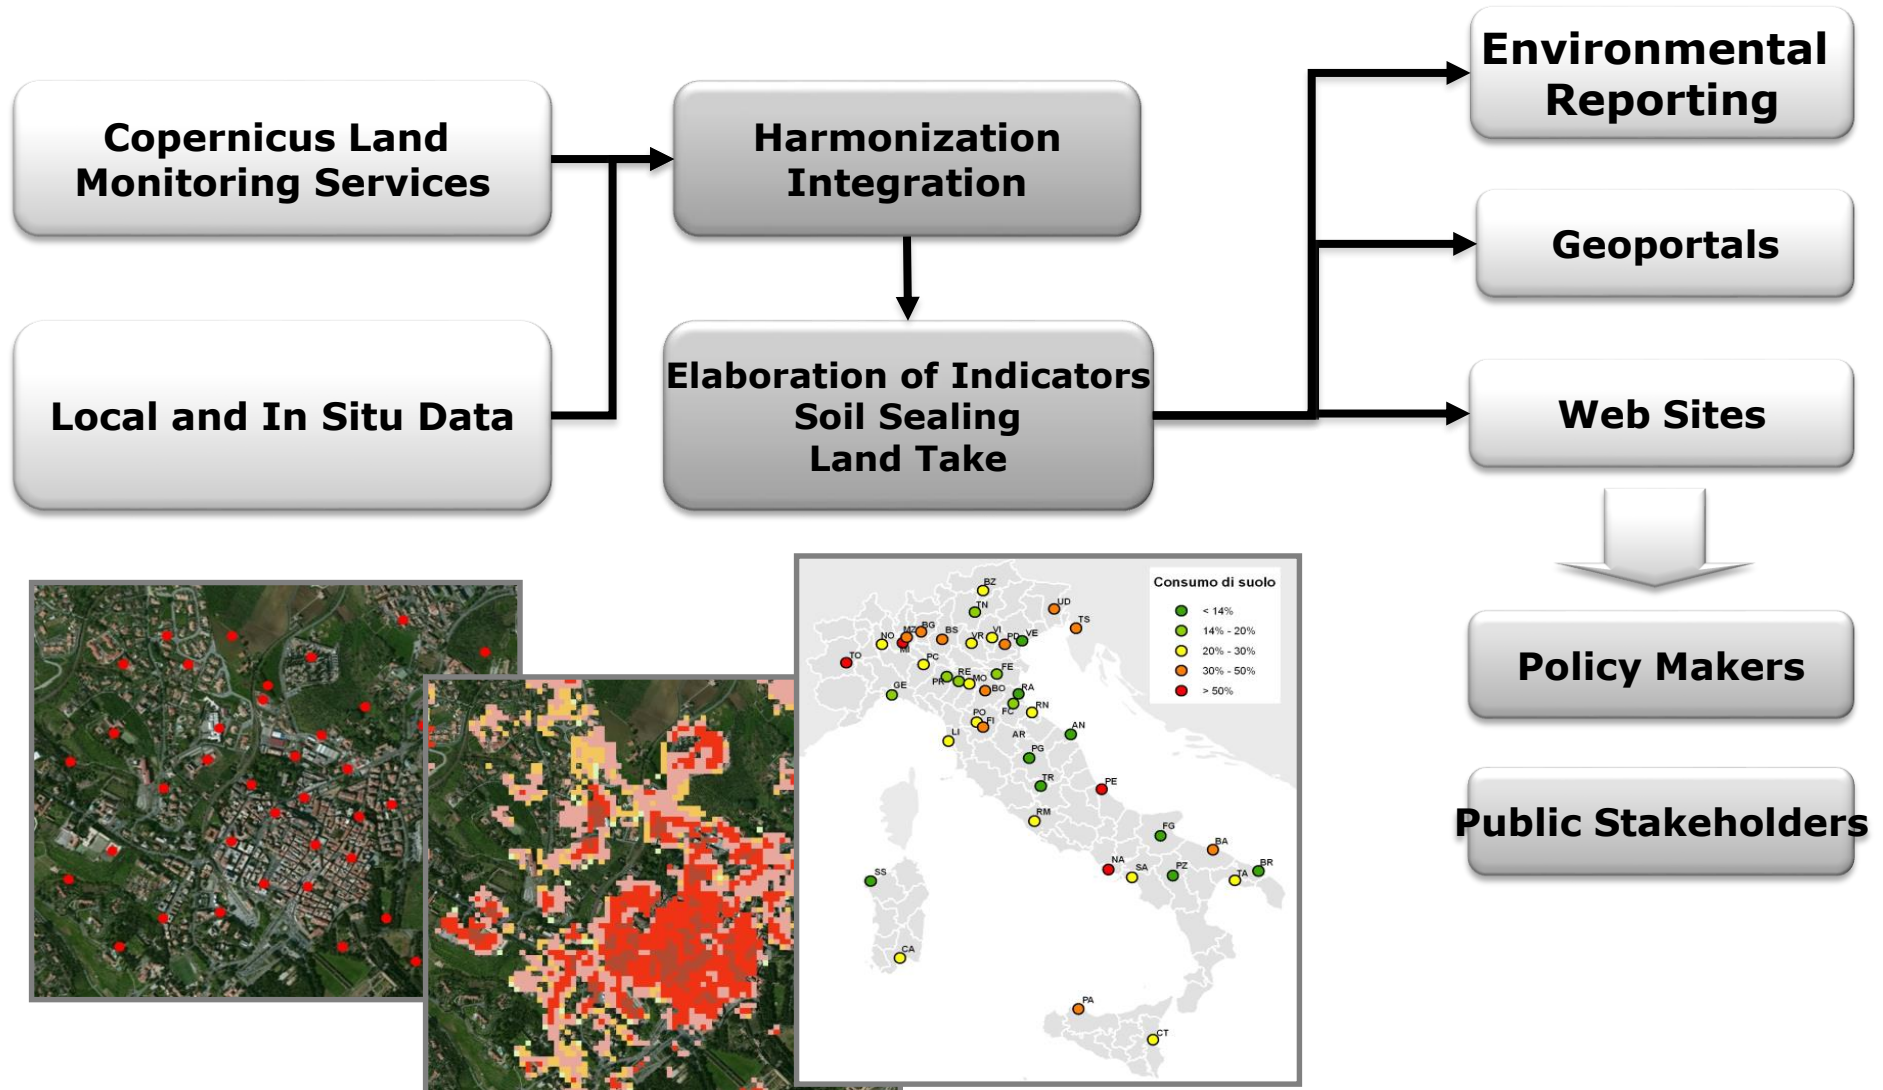 Copernicus Land
Monitoring Services
Local and In Situ Data
Harmonization
Integration
Elaboration of Indicators
Soil Sealing
Land Take
Environmental
Reporting
Geoportals
Web Sites
Policy Makers
Public Stakeholders
Consumo di suolo
< 14%
14% - 20%
20% - 30%
30% - 50%
> 50%
BZ
TN
UD
TS
NO
MZ
BG
MI
BS
VR
VI
PD
VE
TO
PC
GE
PR
RE
MO
FE
BO
RA
FC
RN
PO
FI
LI
AR
AN
PG
TR
PE
RM
FG
BA
NA
SA
PZ
TA
BR
SS
CA
PA
CT